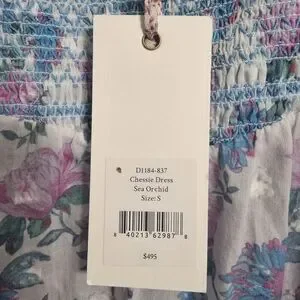 D1184-837
Chessie Dress
Sea Orchid
Size: S
8 40213 62987 8
$495